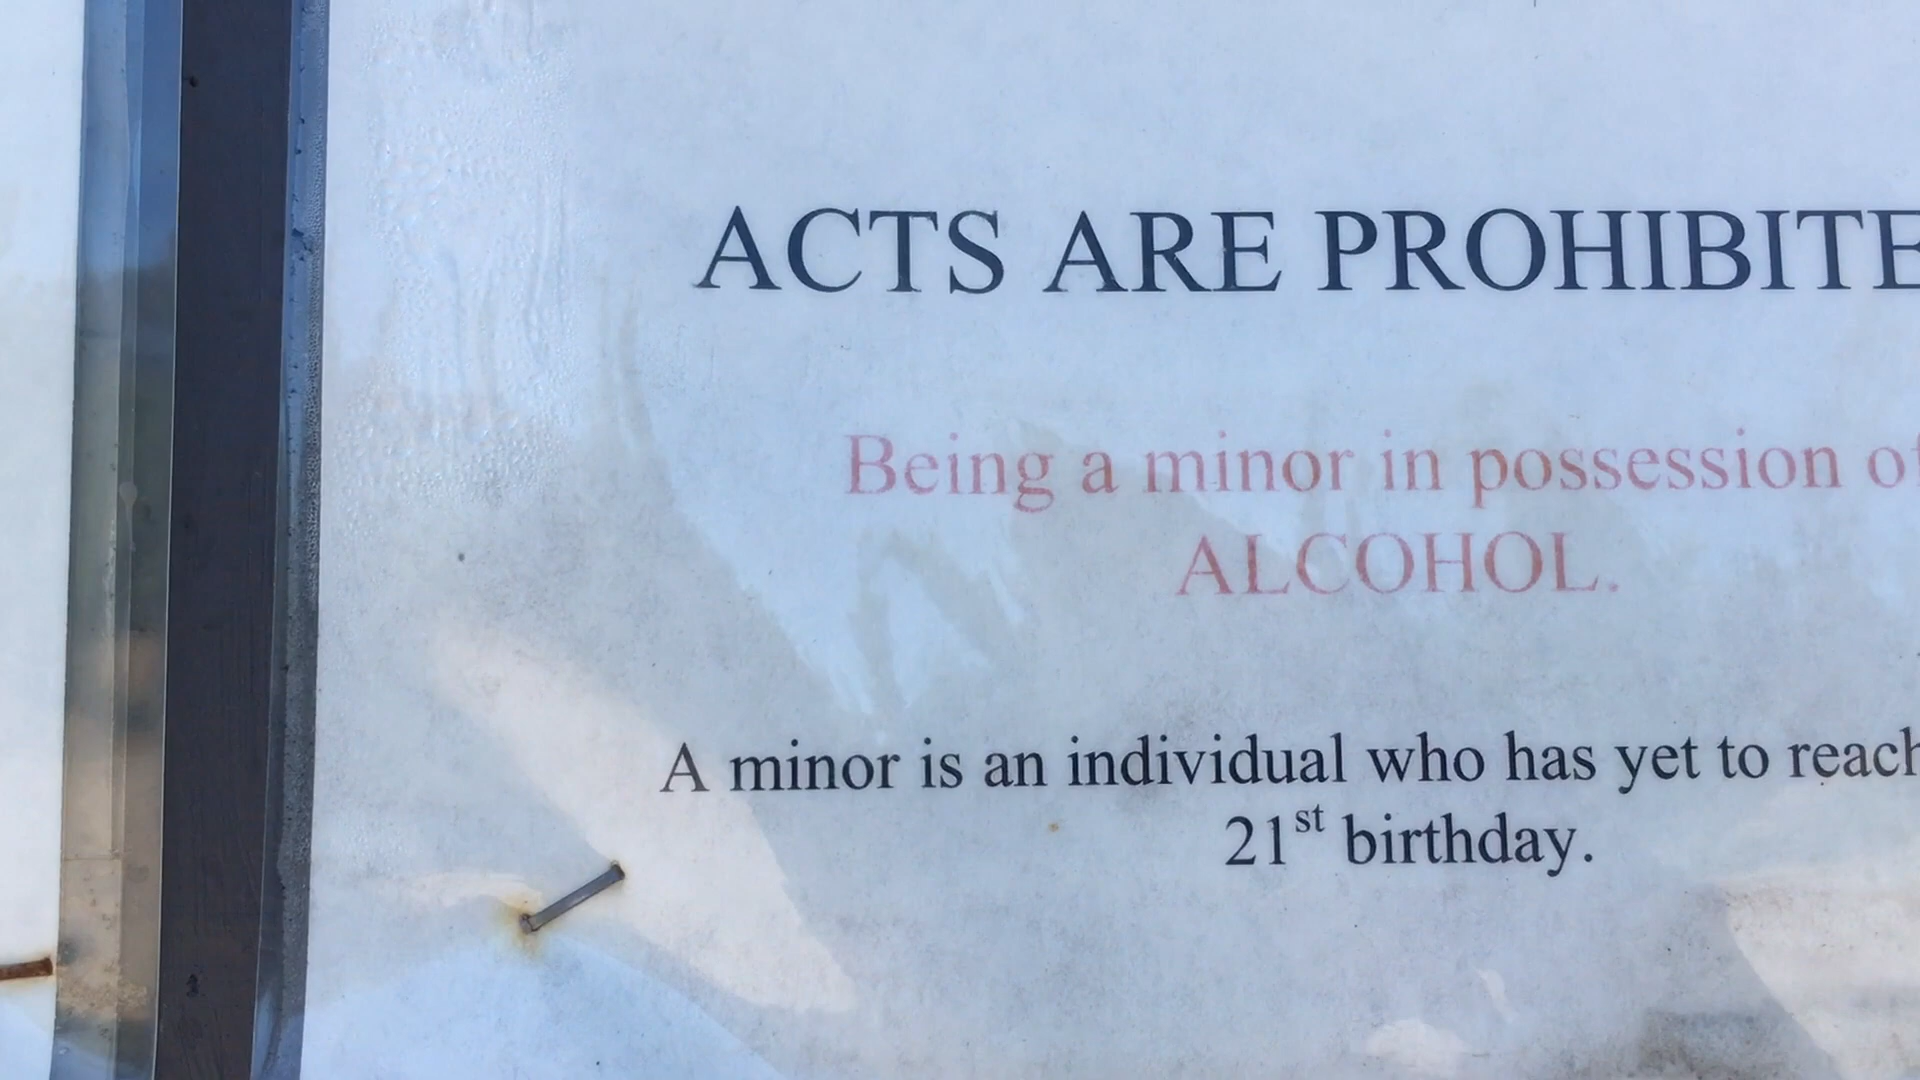 ACTS ARE PROHIBITE
Being a minor in possession of
ALCOHOL.
A minor is an individual who has yet to reach
21st birthday.